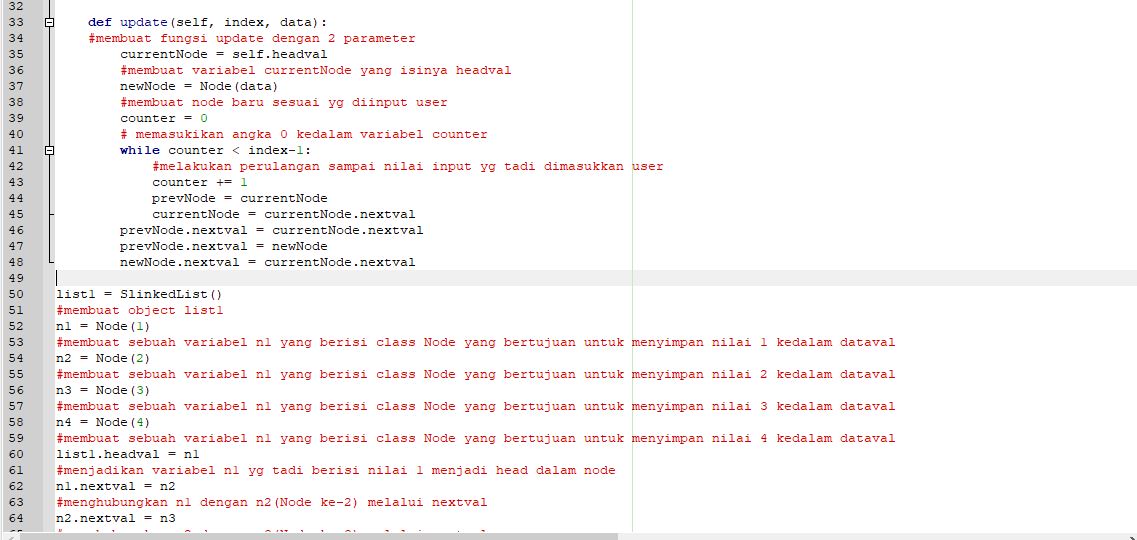 32
33 def update(self, index, data):
34 #membuat fungsi update dengan 2 parameter
35 currentNode = self.headval
36 #membuat variabel currentNode yang isinya headval
37 newNode = Node(data)
38 #membuat node baru sesuai yg diinput user
39 counter = 0
40 # memasukikan angka 0 kedalam variabel counter
41 while counter < index-1:
42 #melakukan perulangan sampai nilai input yg tadi dimasukkan user
43 counter += 1
44 prevNode = currentNode
45 currentNode = currentNode.nextval
46 prevNode.nextval = currentNode.nextval
47 prevNode.nextval = newNode
48 newNode.nextval = currentNode.nextval
49
50 list1 = SlinkedList()
51 #membuat object list1
52 n1 = Node(1)
53 #membuat sebuah variabel n1 yang berisi class Node yang bertujuan untuk menyimpan nilai 1 kedalam dataval
54 n2 = Node(2)
55 #membuat sebuah variabel n1 yang berisi class Node yang bertujuan untuk menyimpan nilai 2 kedalam dataval
56 n3 = Node(3)
57 #membuat sebuah variabel n1 yang berisi class Node yang bertujuan untuk menyimpan nilai 3 kedalam dataval
58 n4 = Node(4)
59 #membuat sebuah variabel n1 yang berisi class Node yang bertujuan untuk menyimpan nilai 4 kedalam dataval
60 list1.headval = n1
61 #menjadikan variabel n1 yg tadi berisi nilai 1 menjadi head dalam node
62 n1.nextval = n2
63 #menghubungkan n1 dengan n2(Node ke-2) melalui nextval
64 n2.nextval = n3